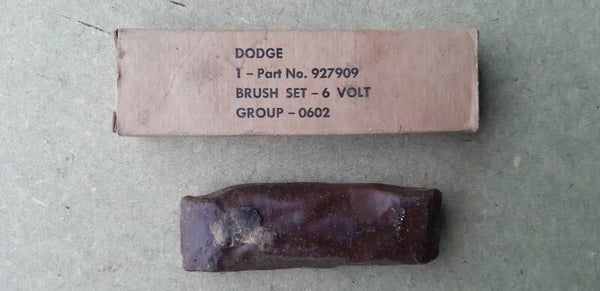 DODGE
1 - Part No. 927909
BRUSH SET - 6 VOLT
GROUP - 0602